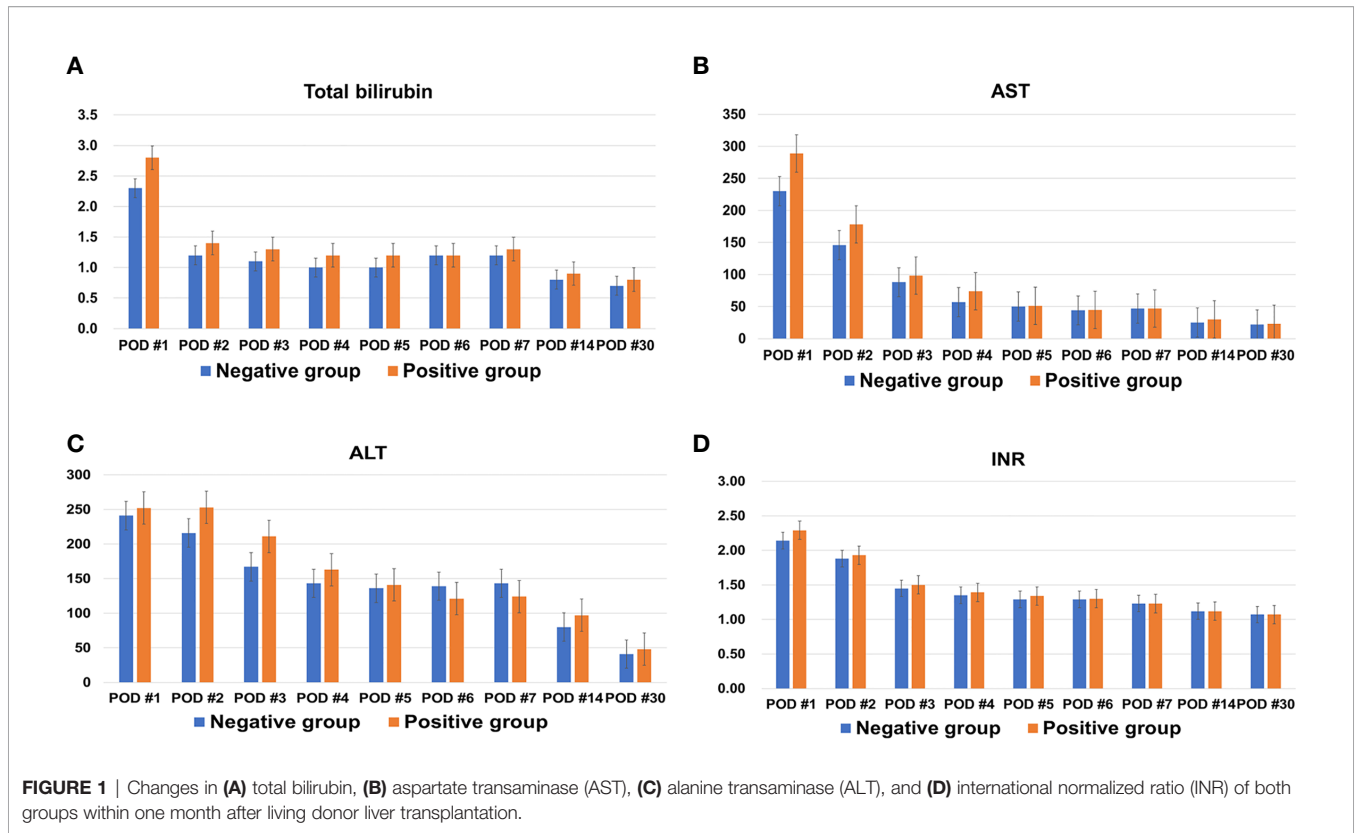 A
Total bilirubin
3.5
3.0
2.5
2.0
1.5
1.0
0.5
0.0
POD #1 POD #2 POD #3 POD #4 POD #5 POD #6 POD #7 POD #14 POD #30
Negative group Positive group
B
AST
350
300
250
200
150
100
50
0
POD #1 POD #2 POD #3 POD #4 POD #5 POD #6 POD #7 POD #14 POD #30
Negative group Positive group
C
ALT
300
250
200
150
100
50
0
POD #1 POD #2 POD #3 POD #4 POD #5 POD #6 POD #7 POD #14 POD #30
Negative group Positive group
D
INR
3.00
2.50
2.00
1.50
1.00
0.50
0.00
POD #1 POD #2 POD #3 POD #4 POD #5 POD #6 POD #7 POD #14 POD #30
Negative group Positive group
FIGURE 1 | Changes in (A) total bilirubin, (B) aspartate transaminase (AST), (C) alanine transaminase (ALT), and (D) international normalized ratio (INR) of both
groups within one month after living donor liver transplantation.